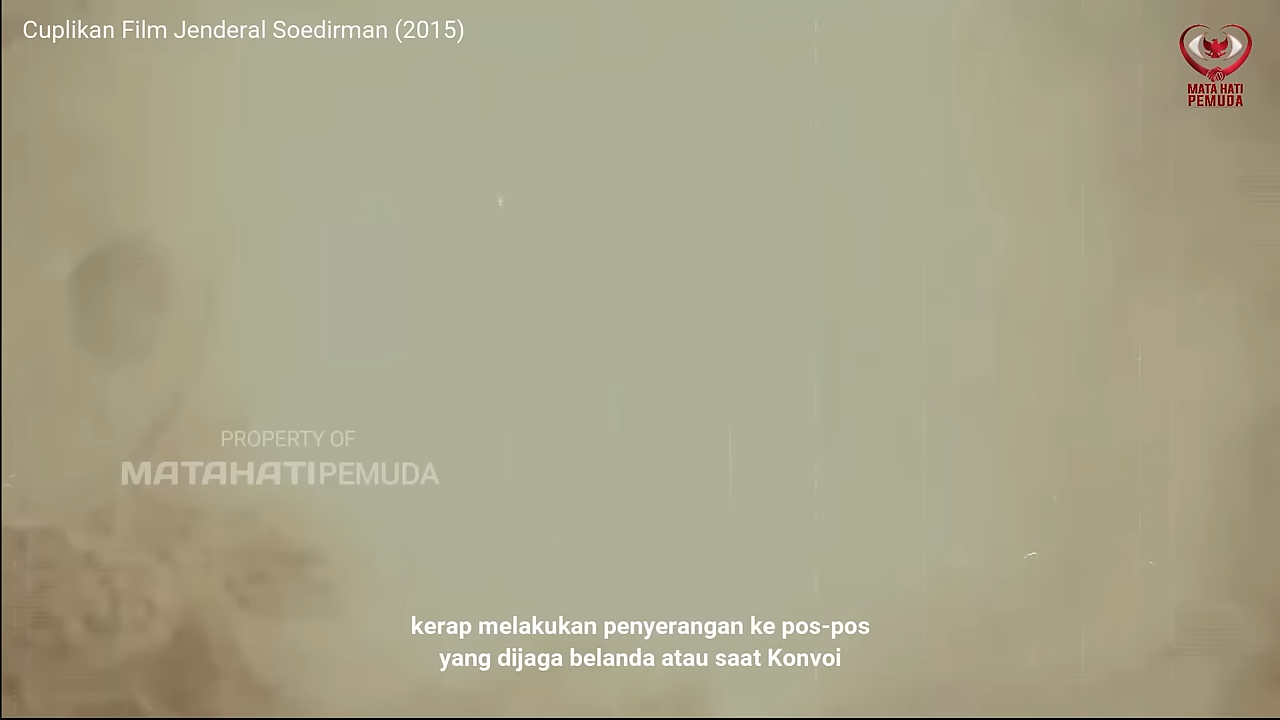 Cuplikan Film Jenderal Soedirman (2015)
MATA HATI
PEMUDA
PROPERTY OF
MATAHATIPEMUDA
kerap melakukan penyerangan ke pos-pos
yang dijaga belanda atau saat Konvoi